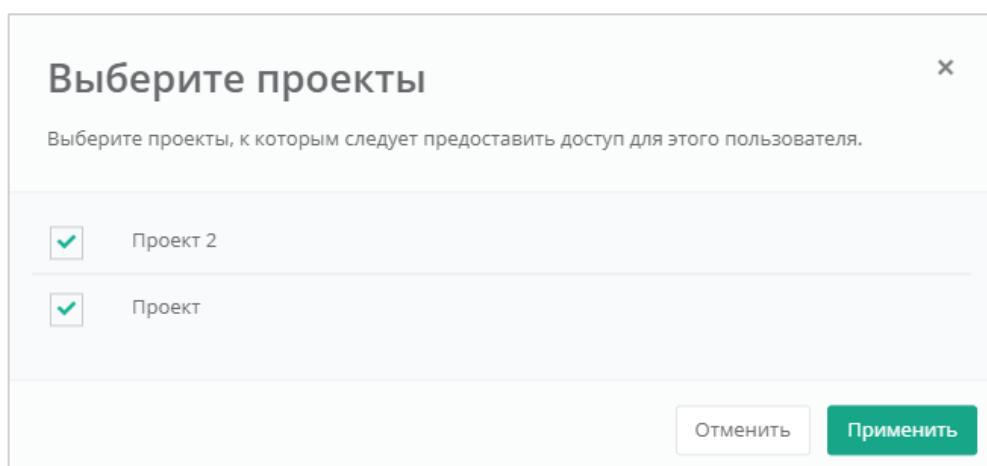 Выберите проекты
Выберите проекты, к которым следует предоставить доступ для этого пользователя.
Проект 2
Проект
Отменить
Применить